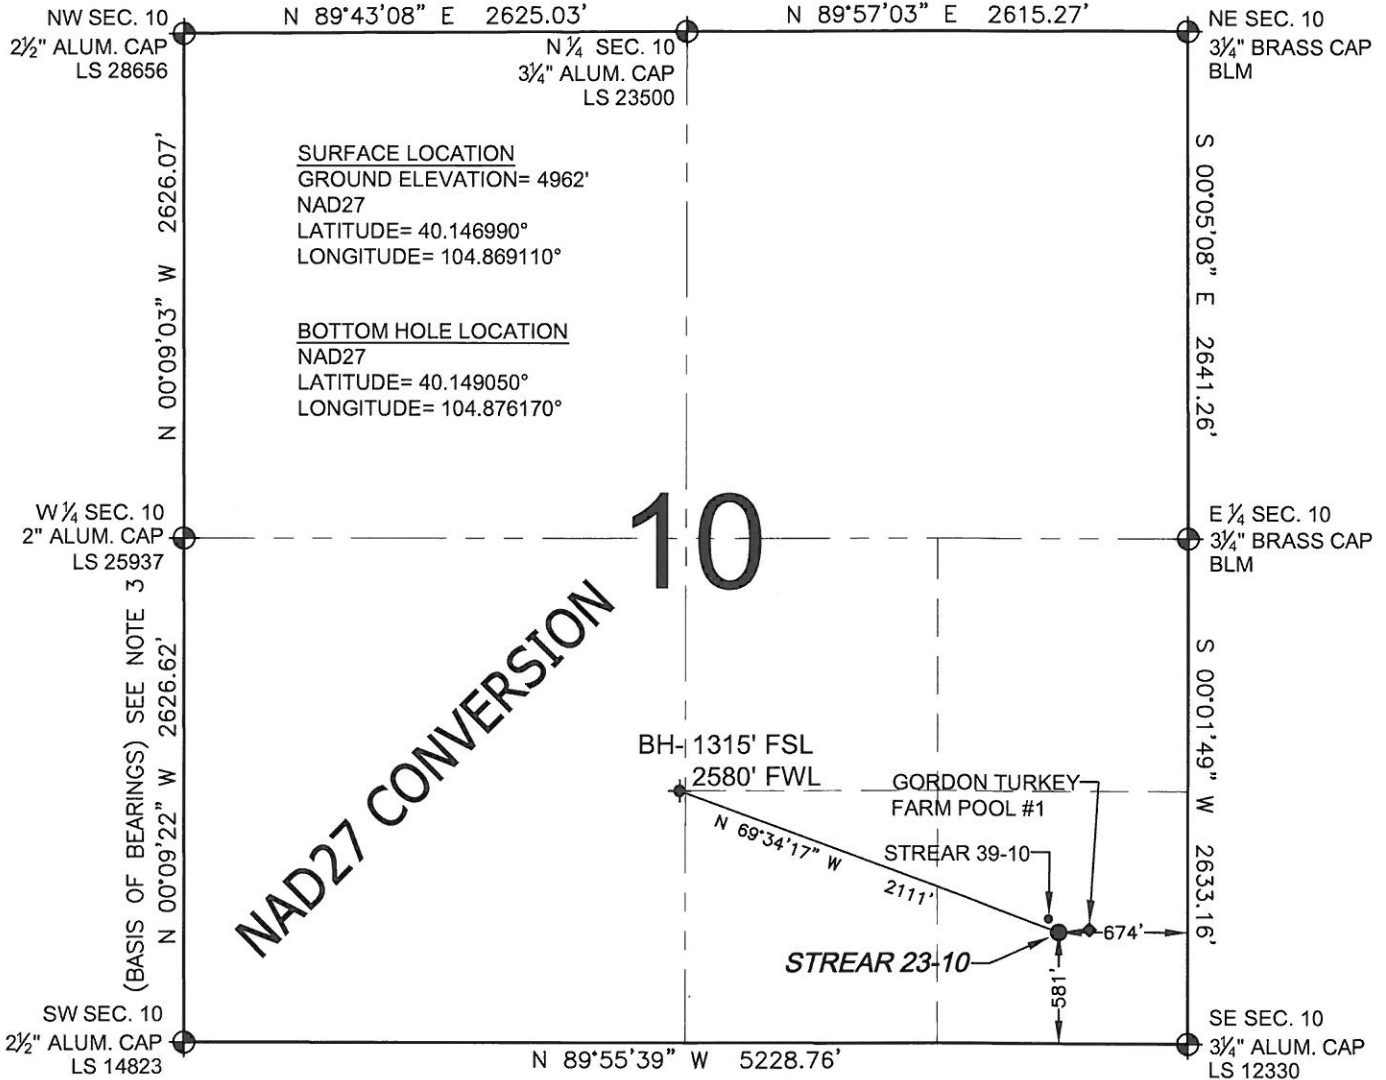 N 89°43'08" E 2625.03'
N 89°57'03" E 2615.27'
NW SEC. 10
2½" ALUM. CAP
LS 28656
N ¼ SEC. 10
3¼" ALUM. CAP
LS 23500
NE SEC. 10
3¼" BRASS CAP
BLM
SURFACE LOCATION
GROUND ELEVATION= 4962'
NAD27
LATITUDE= 40.146990°
LONGITUDE= 104.869110°
BOTTOM HOLE LOCATION
NAD27
LATITUDE= 40.149050°
LONGITUDE= 104.876170°
N 00°09'03" W 2626.07'
S 00°05'08" E 2641.26'
W ¼ SEC. 10
2" ALUM. CAP
LS 25937
10
E ¼ SEC. 10
3¼" BRASS CAP
BLM
NAD27 CONVERSION
(BASIS OF BEARINGS) SEE NOTE 3
N 00°09'22" W 2626.62'
S 00°01'49" W 2633.16'
BH- 1315' FSL
2580' FWL
GORDON TURKEY
FARM POOL #1
N 69°34'17" W 2111'
STREAR 39-10
674'
STREAR 23-10
581'
SW SEC. 10
2½" ALUM. CAP
LS 14823
N 89°55'39" W 5228.76'
SE SEC. 10
3¼" ALUM. CAP
LS 12330